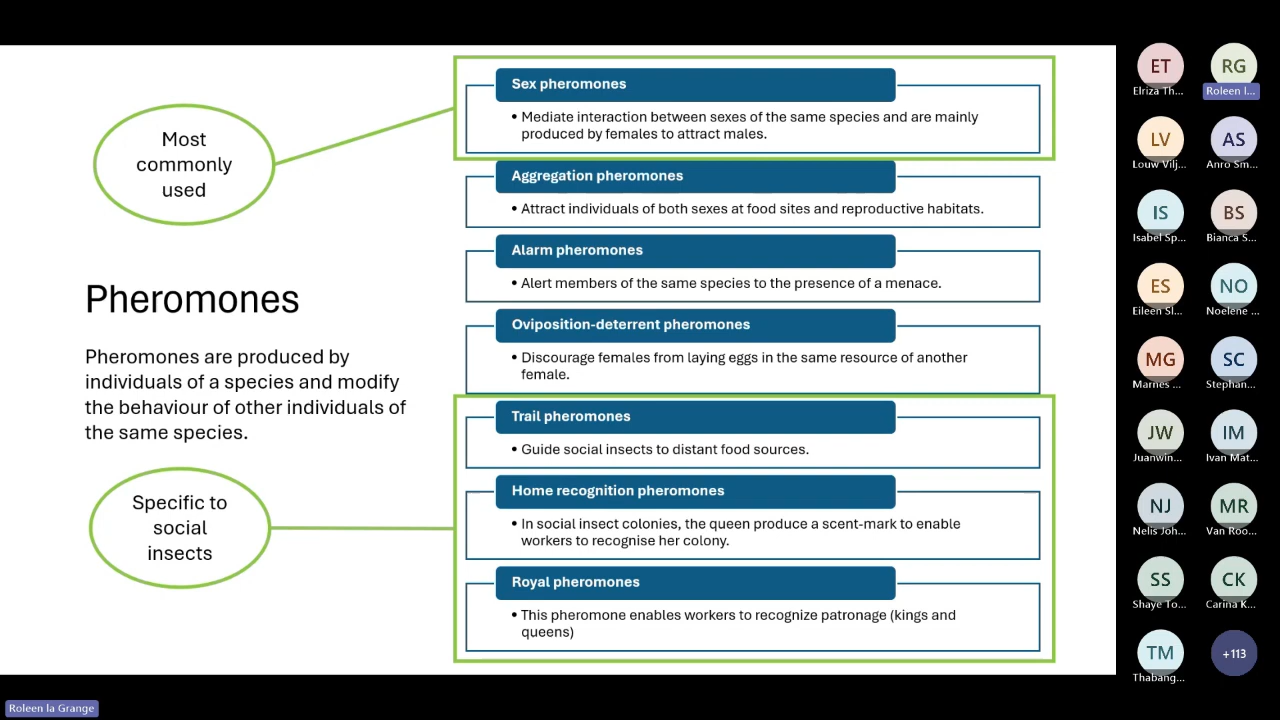 Most
commonly
used
Pheromones
Pheromones are produced by
individuals of a species and modify
the behaviour of other individuals of
the same species.
Specific to
social
insects
Sex pheromones
• Mediate interaction between sexes of the same species and are mainly
produced by females to attract males.
Aggregation pheromones
• Attract individuals of both sexes at food sites and reproductive habitats.
Alarm pheromones
• Alert members of the same species to the presence of a menace.
Oviposition-deterrent pheromones
• Discourage females from laying eggs in the same resource of another
female.
Trail pheromones
• Guide social insects to distant food sources.
Home recognition pheromones
• In social insect colonies, the queen produce a scent-mark to enable
workers to recognise her colony.
Royal pheromones
• This pheromone enables workers to recognize patronage (kings and
queens)
ET RG
Elriza Th... Roleen l...
LV AS
Louw Vilj... Anro Sm...
IS BS
Isabel Sp... Bianca S...
ES NO
Eileen Sl... Noelene ...
MG SC
Marnes ... Stephan...
JW IM
Juanwin... Ivan Mat...
NJ MR
Nelis Joh... Van Roo...
SS CK
Shaye To... Carina K...
TM +113
Thabang...
Roleen la Grange